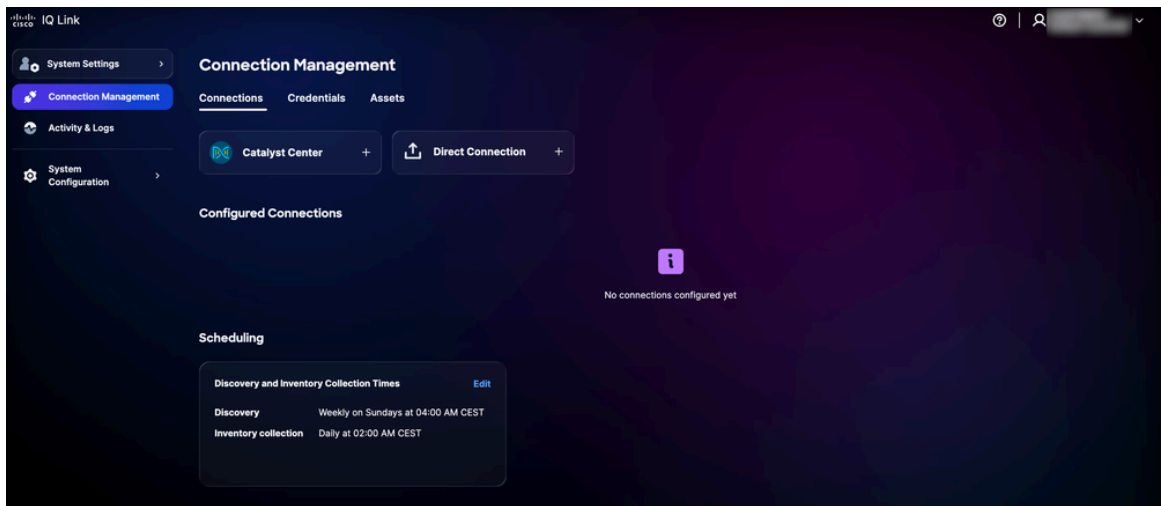 cisco IQ Link
System Settings
Connection Management
Activity & Logs
System
Configuration
Connection Management
Connections Credentials Assets
Catalyst Center + Direct Connection +
Configured Connections
No connections configured yet
Scheduling
Discovery and Inventory Collection Times Edit
Discovery Weekly on Sundays at 04:00 AM CEST
Inventory collection Daily at 02:00 AM CEST